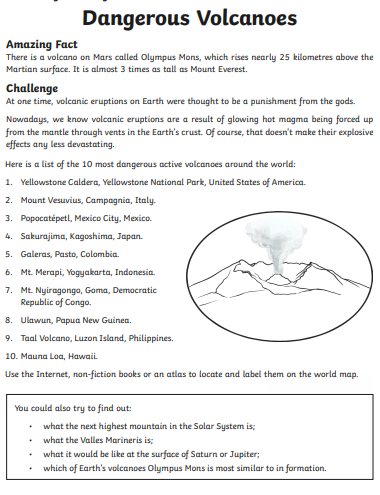 Dangerous Volcanoes
Amazing Fact
There is a volcano on Mars called Olympus Mons, which rises nearly 25 kilometres above the
Martian surface. It is almost 3 times as tall as Mount Everest.
Challenge
At one time, volcanic eruptions on Earth were thought to be a punishment from the gods.
Nowadays, we know volcanic eruptions are a result of glowing hot magma being forced up
from the mantle through vents in the Earth's crust. Of course, that doesn't make their explosive
effects any less devastating.
Here is a list of the 10 most dangerous active volcanoes around the world:
1. Yellowstone Caldera, Yellowstone National Park, United States of America.
2. Mount Vesuvius, Campagnia, Italy.
3. Popocatépetl, Mexico City, Mexico.
4. Sakurajima, Kagoshima, Japan.
5. Galeras, Pasto, Colombia.
6. Mt. Merapi, Yogyakarta, Indonesia.
7. Mt. Nyiragongo, Goma, Democratic
Republic of Congo.
8. Ulawun, Papua New Guinea.
9. Taal Volcano, Luzon Island, Philippines.
10. Mauna Loa, Hawaii.
Use the Internet, non-fiction books or an atlas to locate and label them on the world map.
You could also try to find out:
• what the next highest mountain in the Solar System is;
• what the Valles Marineris is;
• what it would be like at the surface of Saturn or Jupiter;
• which of Earth's volcanoes Olympus Mons is most similar to in formation.